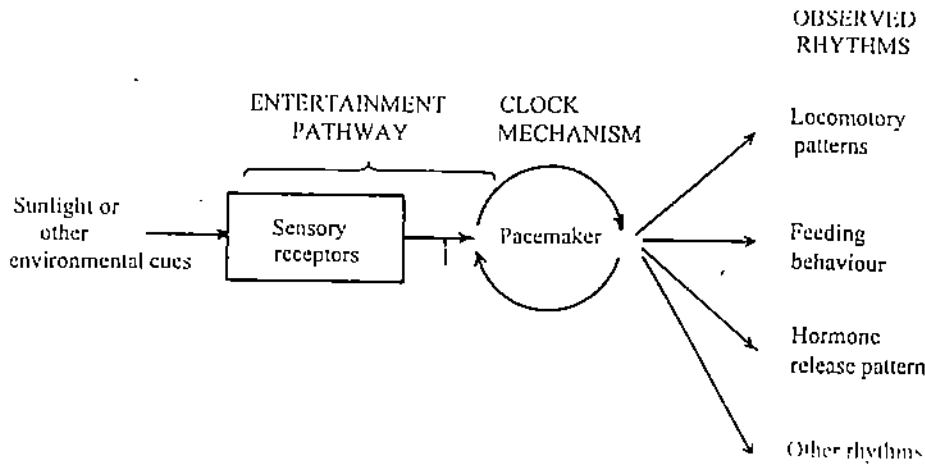 OBSERVED
RHYTHMS
ENTERTAINMENT
PATHWAY
CLOCK
MECHANISM
Locomotory
patterns
Sunlight or
other
environmental cues
Sensory
receptors
Pacemaker
Feeding
behaviour
Hormone
release pattern
Other rhythms